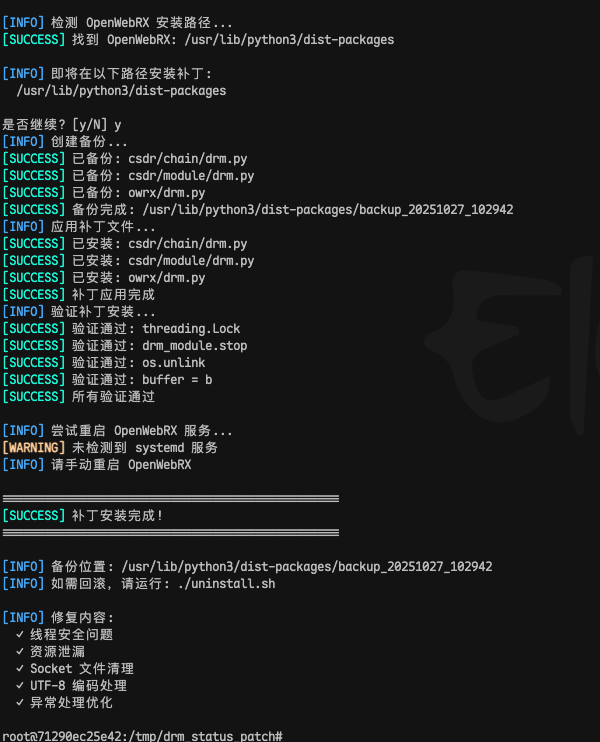 [INFO] 检测 OpenWebRX 安装路径...
[SUCCESS] 找到 OpenWebRX: /usr/lib/python3/dist-packages
[INFO] 即将在以下路径安装补丁:
/usr/lib/python3/dist-packages
是否继续? [y/N] y
[INFO] 创建备份...
[SUCCESS] 已备份: csdr/chain/drm.py
[SUCCESS] 已备份: csdr/module/drm.py
[SUCCESS] 已备份: owrx/drm.py
[SUCCESS] 备份完成: /usr/lib/python3/dist-packages/backup_20251027_102942
[INFO] 应用补丁文件...
[SUCCESS] 已安装: csdr/chain/drm.py
[SUCCESS] 已安装: csdr/module/drm.py
[SUCCESS] 已安装: owrx/drm.py
[SUCCESS] 补丁应用完成
[INFO] 验证补丁安装...
[SUCCESS] 验证通过: threading.Lock
[SUCCESS] 验证通过: drm_module.stop
[SUCCESS] 验证通过: os.unlink
[SUCCESS] 验证通过: buffer = b
[SUCCESS] 所有验证通过
[INFO] 尝试重启 OpenWebRX 服务...
[WARNING] 未检测到 systemd 服务
[INFO] 请手动重启 OpenWebRX
[SUCCESS] 补丁安装完成!
[INFO] 备份位置: /usr/lib/python3/dist-packages/backup_20251027_102942
[INFO] 如需回滚, 请运行: ./uninstall.sh
[INFO] 修复内容:
✓ 线程安全问题
✓ 资源泄漏
✓ Socket 文件清理
✓ UTF-8 编码处理
✓ 异常处理优化
root@71290ec25e42:/tmp/drm_status_patch#